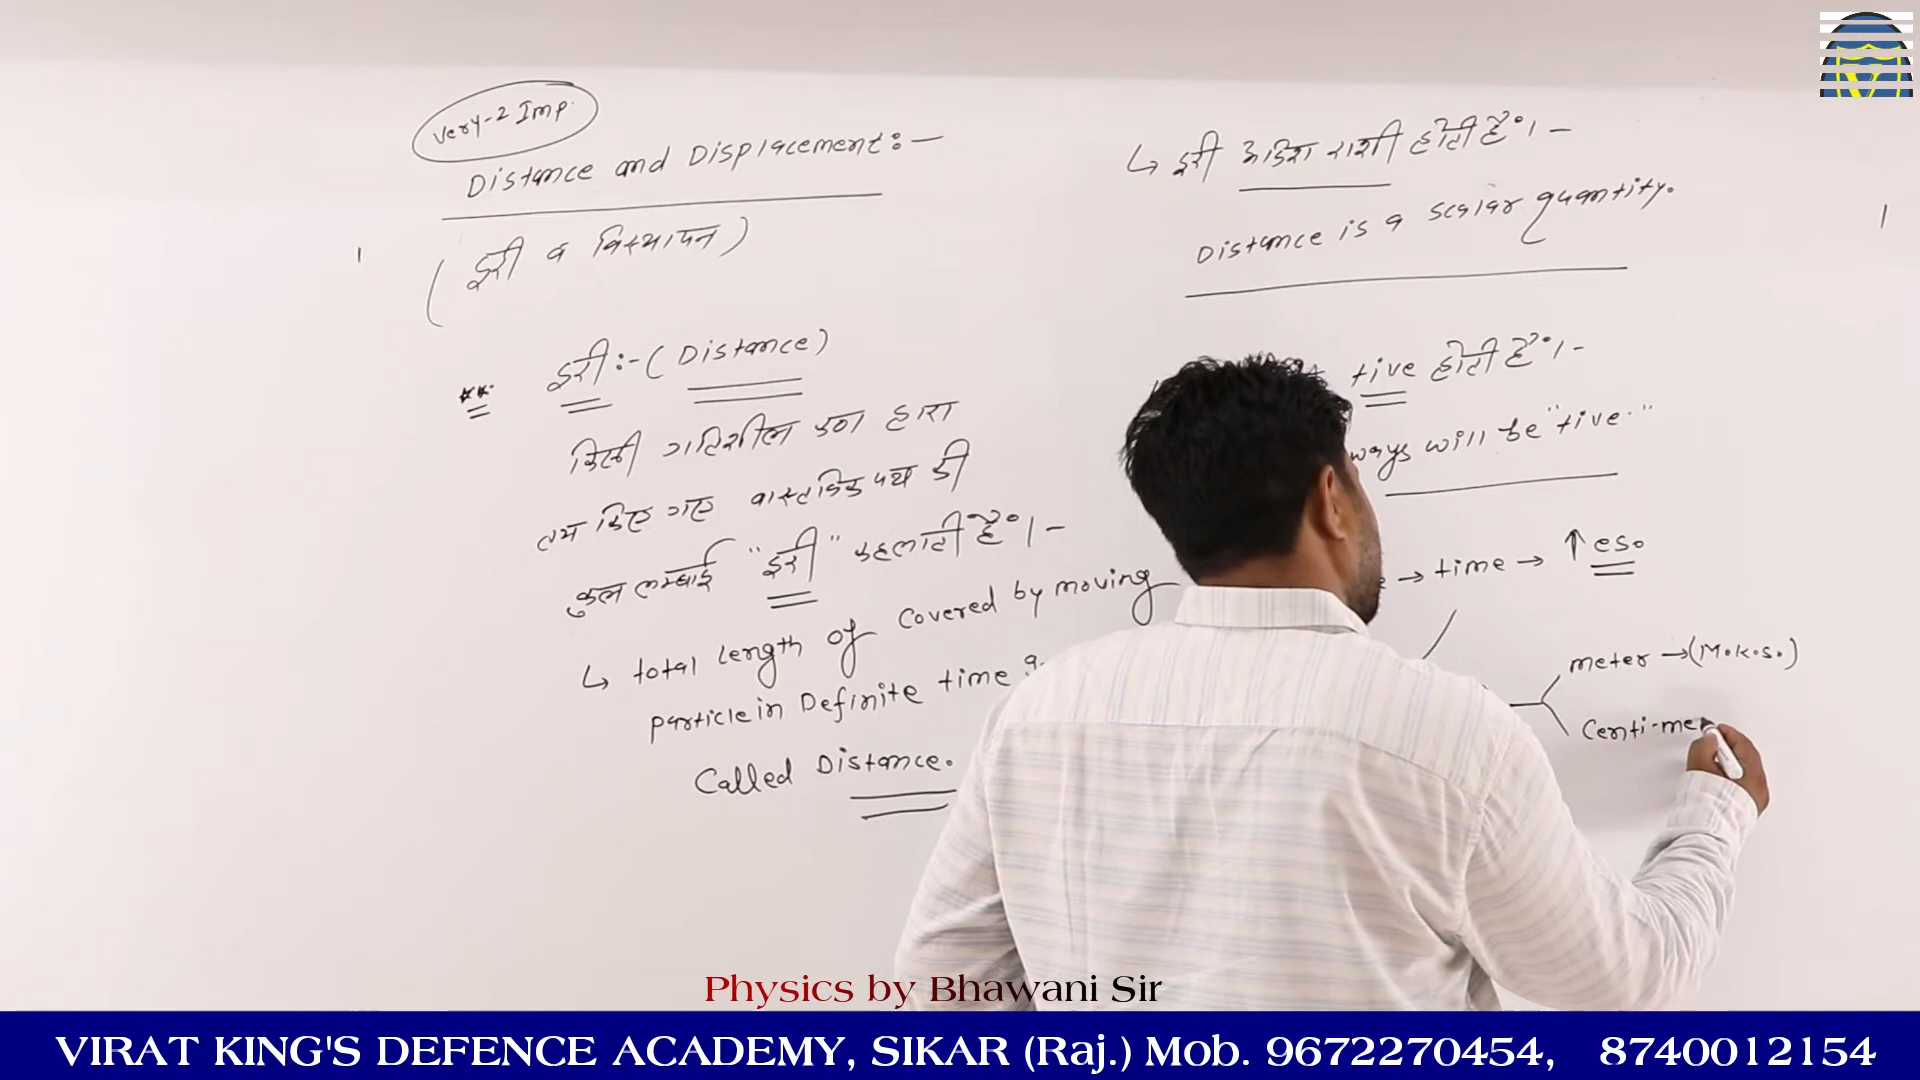 Very-2 Imp.
Distance and Displacement:-
(दूरी व विस्थापन)
** दूरी:-(Distance)
किसी गतिशील कण द्वारा
तय किए गए वास्तविक पथ की
कुल लम्बाई "दूरी" कहलाती है।-
↳ total length of covered by moving
particle in Definite time
Called Distance.
↳ दूरी अदिश राशी होती है।-
Distance is a scalar quantity.
+ive होती है।-
ways will be "+ive."
→ time → ↑es.
meter →(M.K.S.)
Centi-me
Physics by Bhawani Sir
VIRAT KING'S DEFENCE ACADEMY, SIKAR (Raj.) Mob. 9672270454, 8740012154